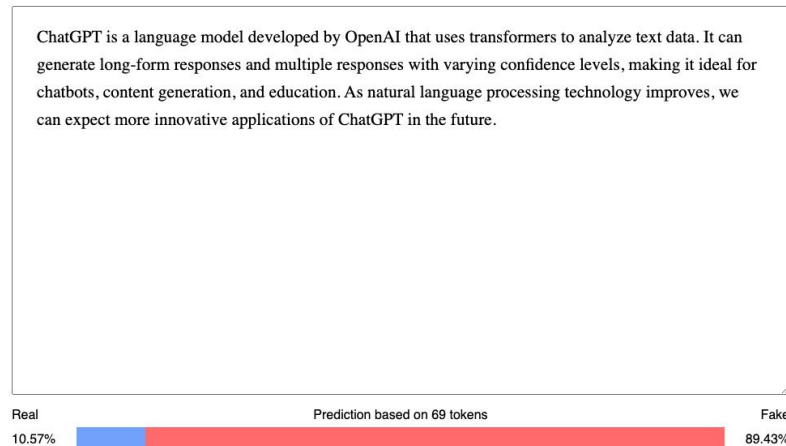 ChatGPT is a language model developed by OpenAI that uses transformers to analyze text data. It can
generate long-form responses and multiple responses with varying confidence levels, making it ideal for
chatbots, content generation, and education. As natural language processing technology improves, we
can expect more innovative applications of ChatGPT in the future.
Real Prediction based on 69 tokens Fake
10.57% 89.43%